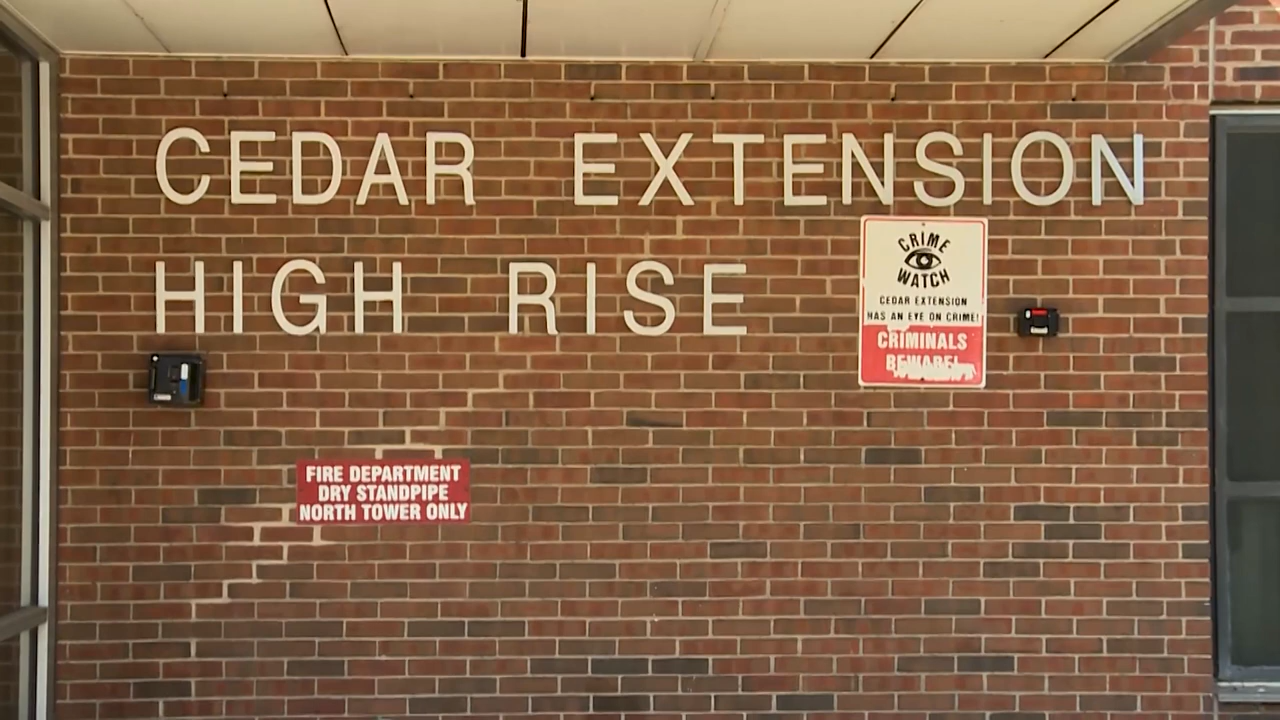 CEDAR EXTENSION
HIGH RISE
CRIME
WATCH
CEDAR EXTENSION
HAS AN EYE ON CRIME!
CRIMINALS
BEWARE!
FIRE DEPARTMENT
DRY STANDPIPE
NORTH TOWER ONLY